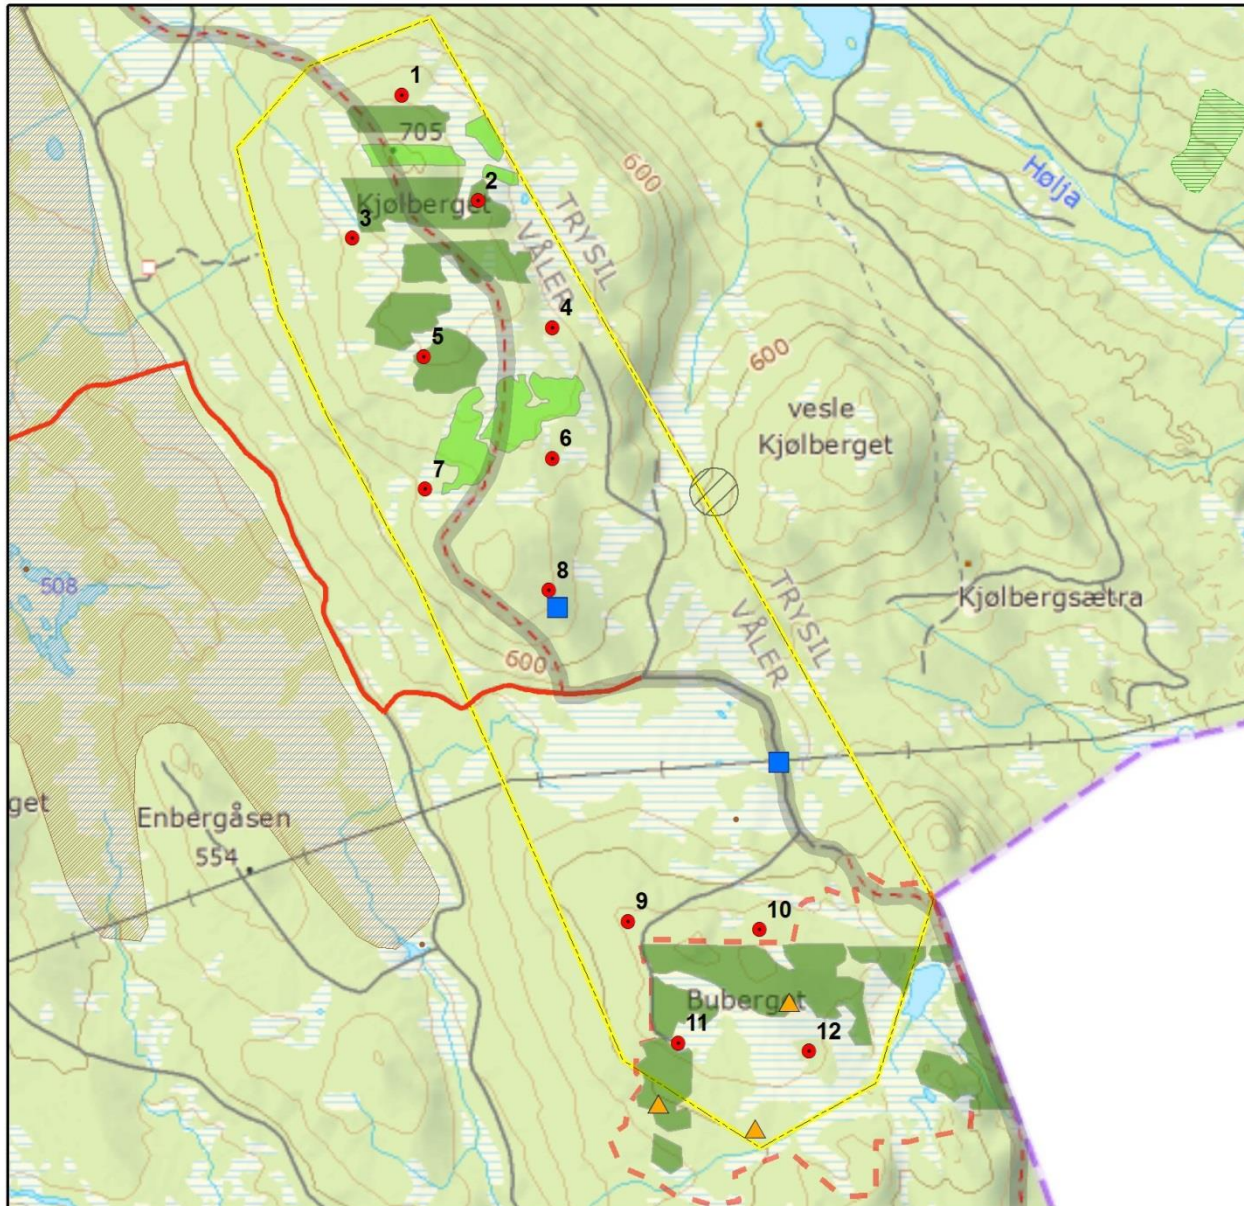 1
705
2
Kjølberget
3
600
Hølja
TRYSIL
VÅLER
4
5
600
vesle
Kjølberget
6
7
508
8
Kjølbergsætra
TRYSIL
VÅLER
600
get
Enbergåsen
554
9
10
Buberget
11
12